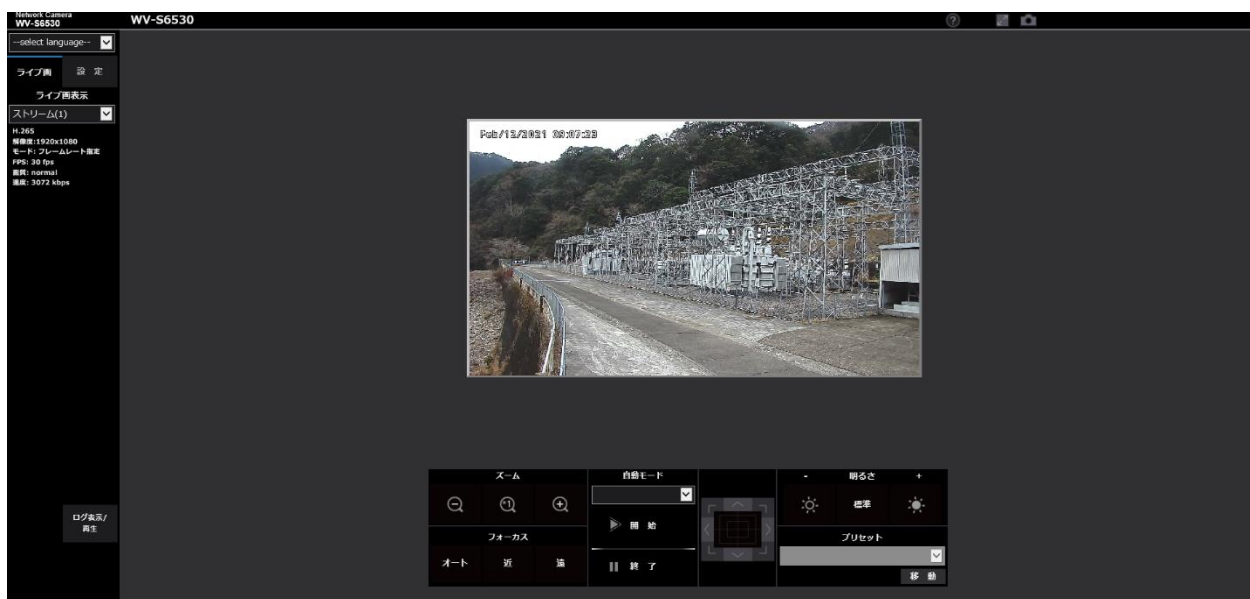 Network Camera
WV-S6530
WV-S6530
--select language--
ライブ画
設 定
ライブ画表示
ストリーム(1)
H.265
解像度:1920x1080
モード: フレームレート指定
FPS: 30 fps
画質: normal
速度: 3072 kbps
Feb/12/2021 09:07:23
ズーム
x1
フォーカス
オート
近
遠
自動モード
開 始
終 了
-
明るさ
+
標準
プリセット
移 動
ログ表示/
再生